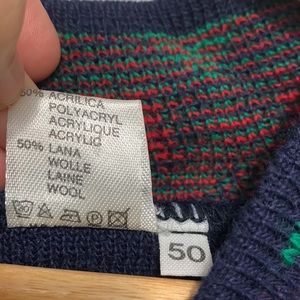 50% ACRILICA
POLYACRYL
ACRYLIQUE
ACRYLIC
50% LANA
WOLLE
LAINE
WOOL
50